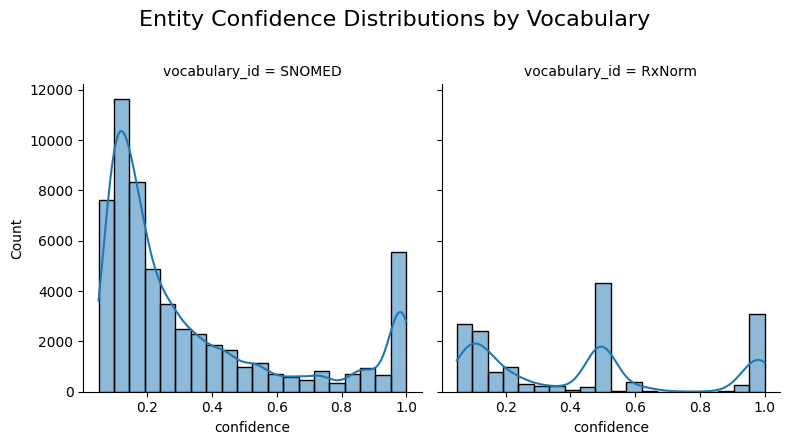 Entity Confidence Distributions by Vocabulary
vocabulary_id = SNOMED
vocabulary_id = RxNorm
12000
10000
8000
6000
4000
2000
0
Count
0.2 0.4 0.6 0.8 1.0
0.2 0.4 0.6 0.8 1.0
confidence
confidence